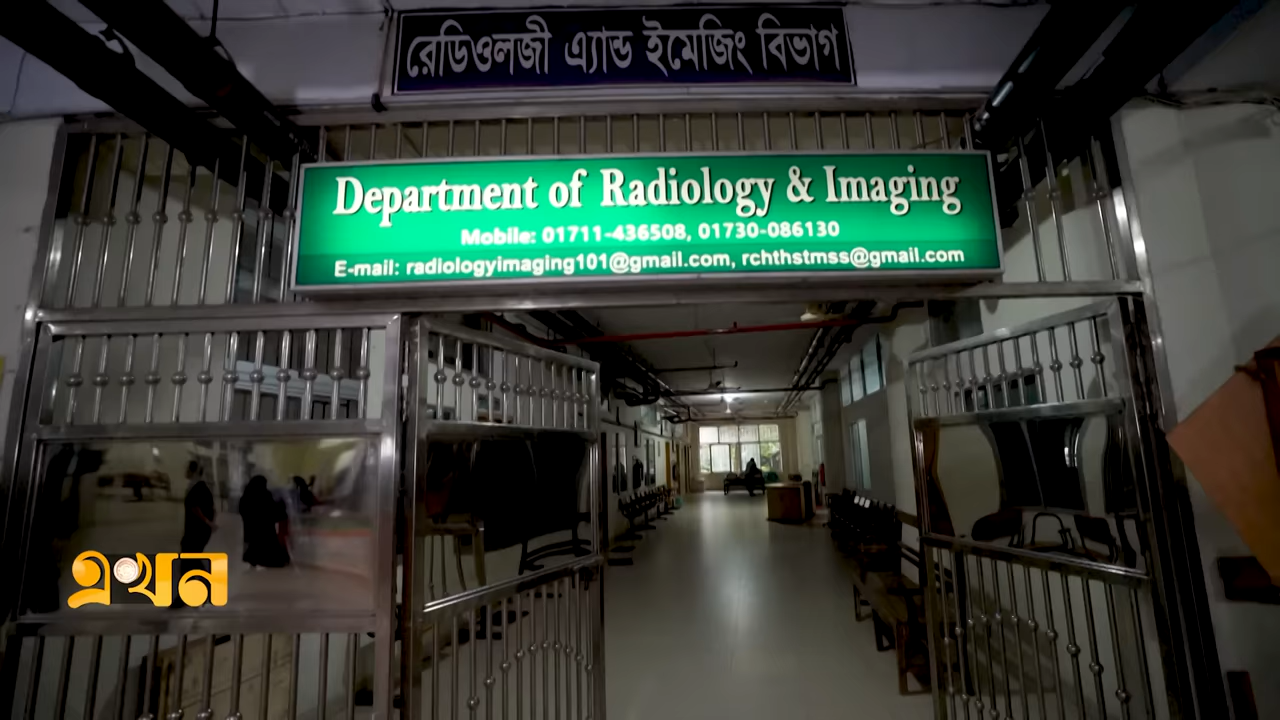 রেডিওলজী এ্যান্ড ইমেজিং বিভাগ
Department of Radiology & Imaging
Mobile: 01711-436508, 01730-086130
E-mail: radiologyimaging101@gmail.com, rchthstmss@gmail.com
এখন